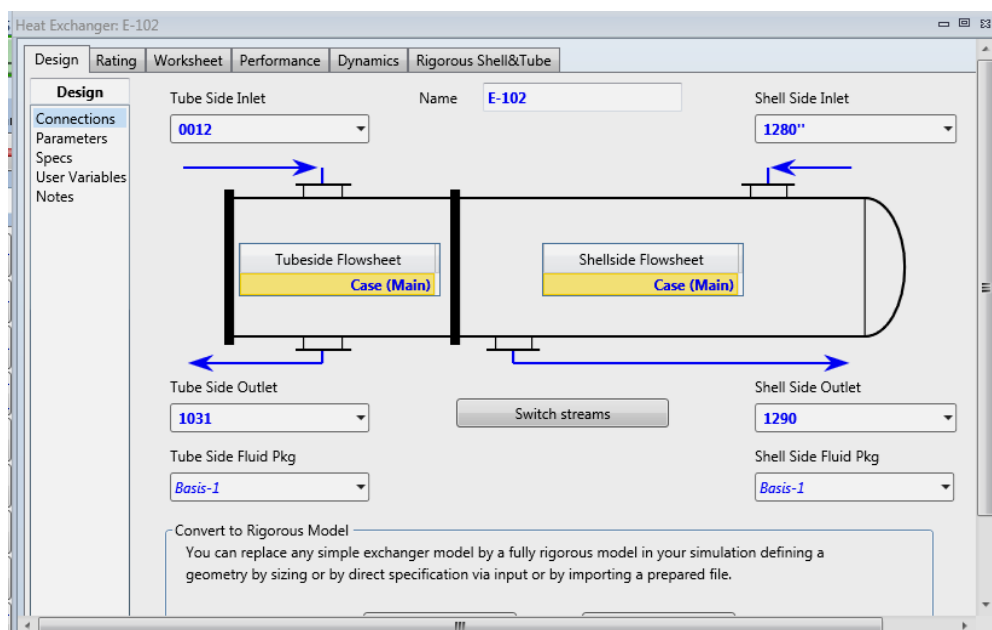 Heat Exchanger: E-102
Design Rating Worksheet Performance Dynamics Rigorous Shell&Tube
Design
Connections
Parameters
Specs
User Variables
Notes
Tube Side Inlet
Name E-102
Shell Side Inlet
0012
1280"
Tubeside Flowsheet
Case (Main)
Shellside Flowsheet
Case (Main)
Tube Side Outlet
Shell Side Outlet
1031
Switch streams
1290
Tube Side Fluid Pkg
Shell Side Fluid Pkg
Basis-1
Basis-1
Convert to Rigorous Model
You can replace any simple exchanger model by a fully rigorous model in your simulation defining a
geometry by sizing or by direct specification via input or by importing a prepared file.